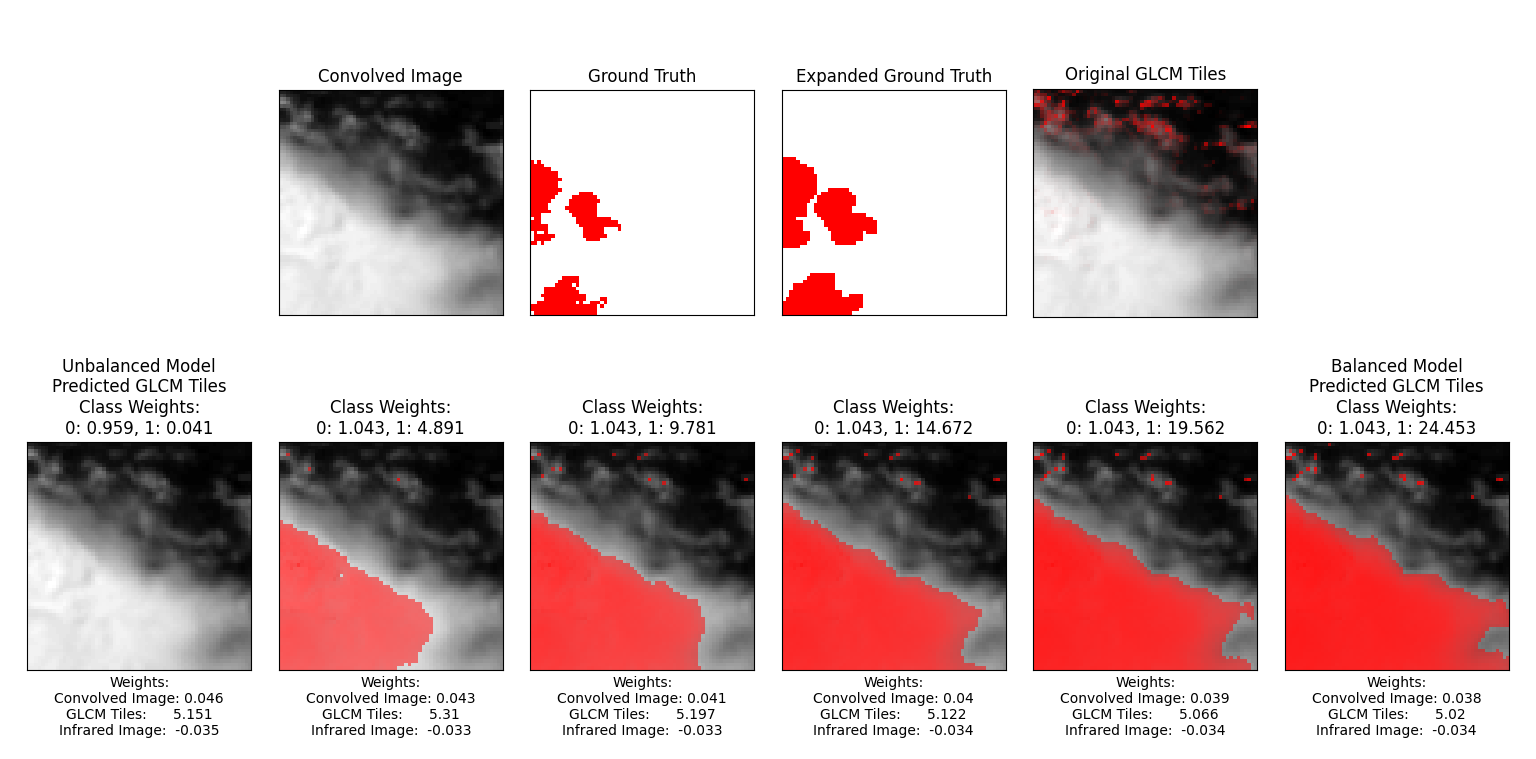 Convolved Image
Ground Truth
Expanded Ground Truth
Original GLCM Tiles
Unbalanced Model
Predicted GLCM Tiles
Class Weights:
0: 0.959, 1: 0.041
Class Weights:
0: 1.043, 1: 4.891
Class Weights:
0: 1.043, 1: 9.781
Class Weights:
0: 1.043, 1: 14.672
Class Weights:
0: 1.043, 1: 19.562
Balanced Model
Predicted GLCM Tiles
Class Weights:
0: 1.043, 1: 24.453
Weights:
Convolved Image: 0.046
GLCM Tiles: 5.151
Infrared Image: -0.035
Weights:
Convolved Image: 0.043
GLCM Tiles: 5.31
Infrared Image: -0.033
Weights:
Convolved Image: 0.041
GLCM Tiles: 5.197
Infrared Image: -0.033
Weights:
Convolved Image: 0.04
GLCM Tiles: 5.122
Infrared Image: -0.034
Weights:
Convolved Image: 0.039
GLCM Tiles: 5.066
Infrared Image: -0.034
Weights:
Convolved Image: 0.038
GLCM Tiles: 5.02
Infrared Image: -0.034